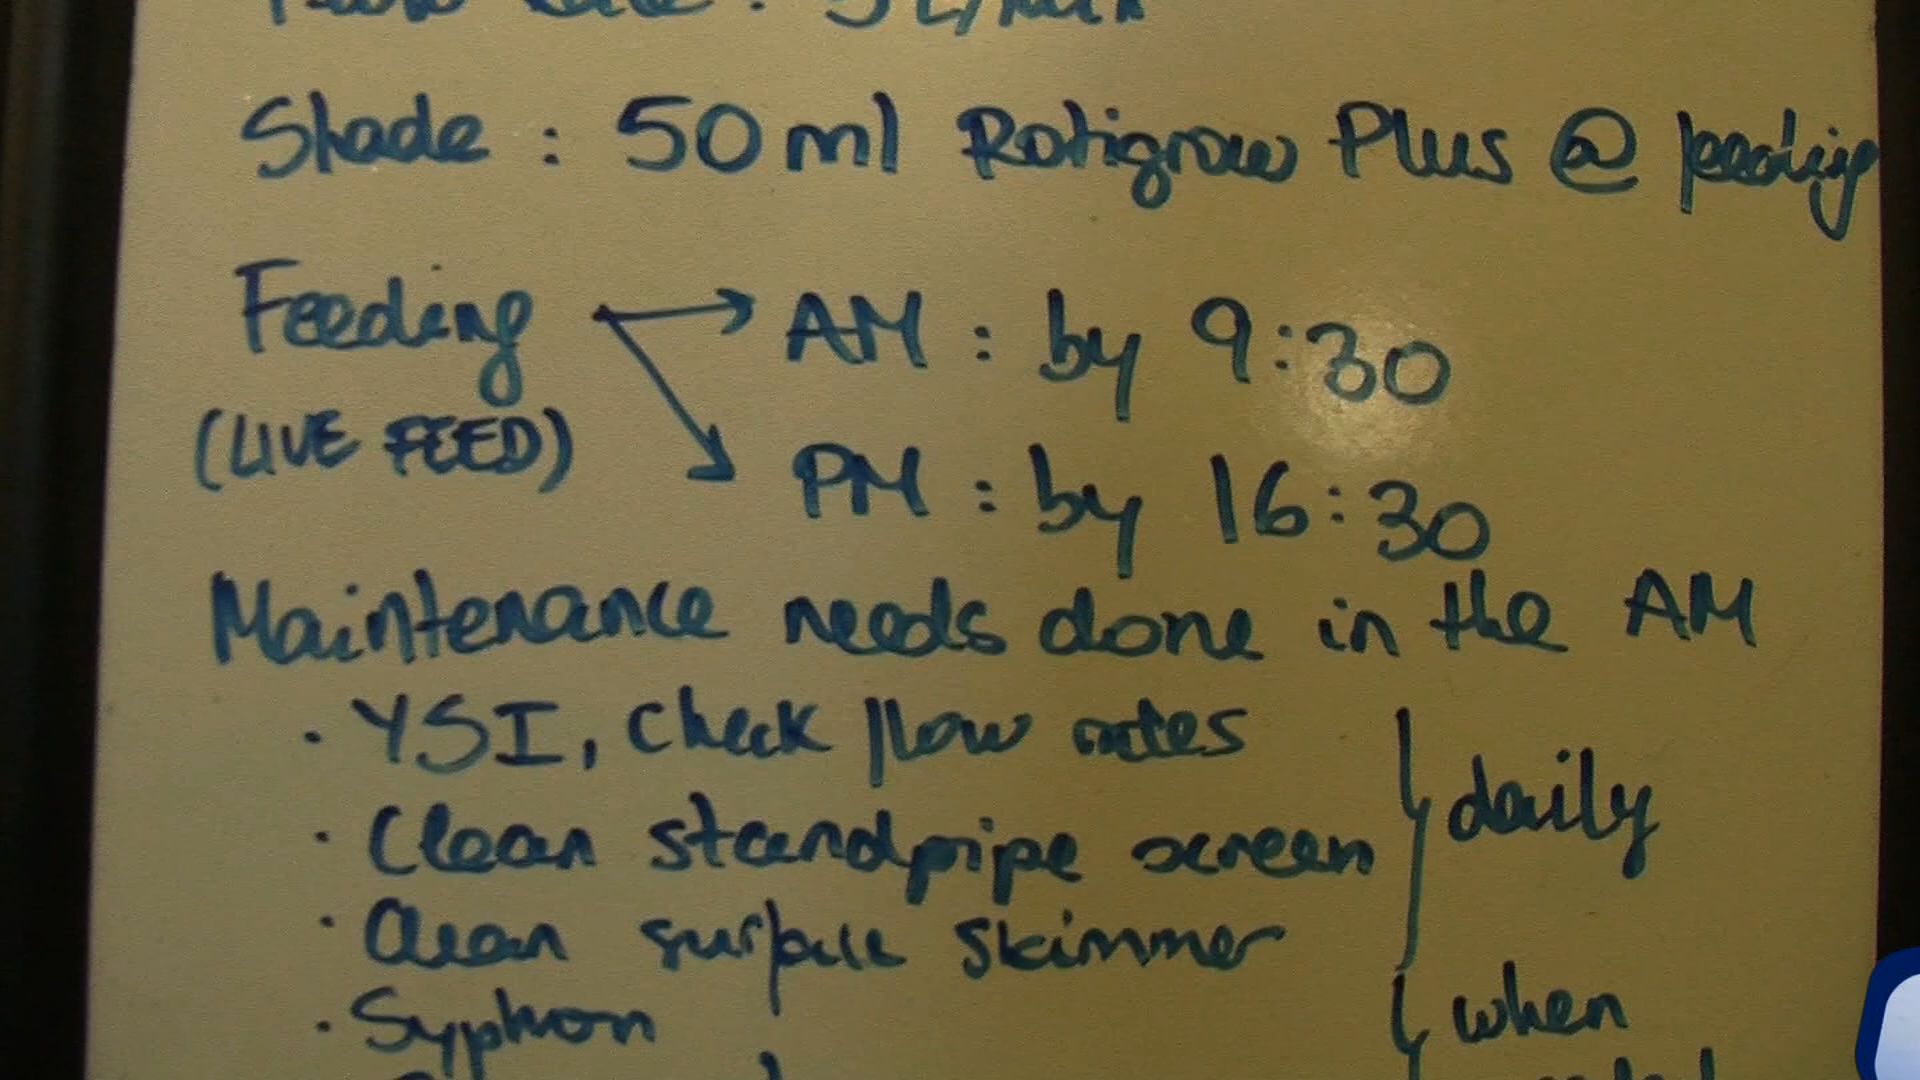 Shade : 50 ml Rotigrow Plus @ feeding
Feeding → AM : by 9:30
(LIVE FEED) → PM : by 16:30
Maintenance needs done in the AM
· YSI, check flow rates
· Clean standpipe screen } daily
· Clean surface skimmer
· Syphon } when